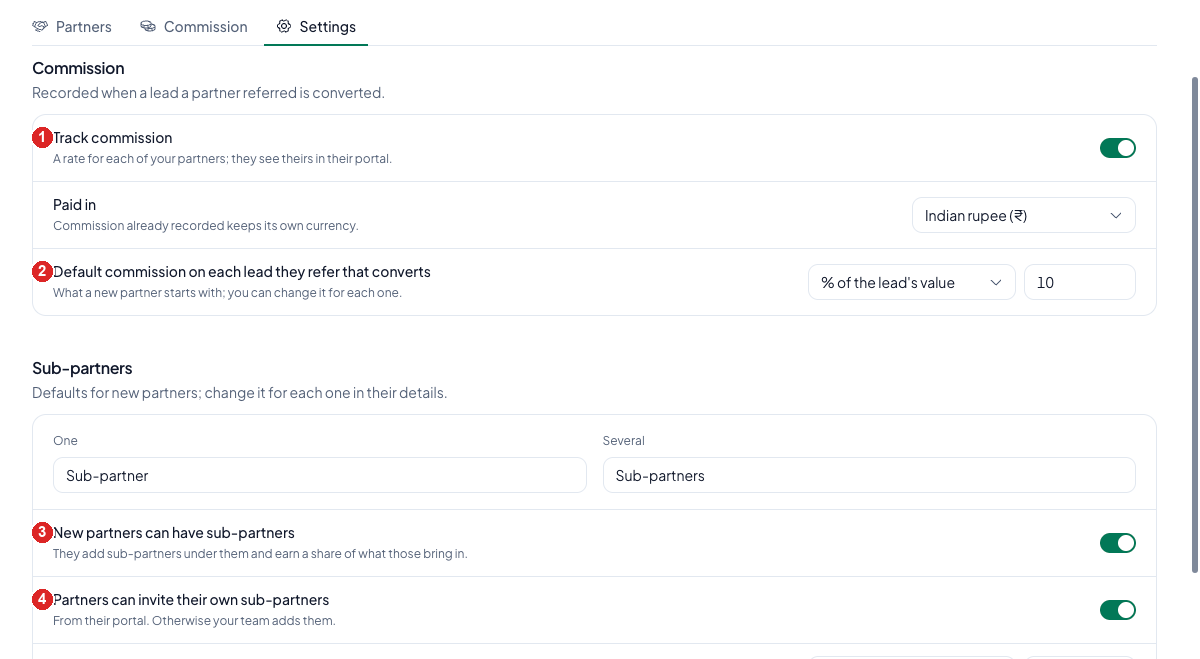 Partners Commission Settings
Commission
Recorded when a lead a partner referred is converted.
1 Track commission
A rate for each of your partners; they see theirs in their portal.
Paid in
Commission already recorded keeps its own currency.
Indian rupee (₹)
2 Default commission on each lead they refer that converts
What a new partner starts with; you can change it for each one.
% of the lead's value 10
Sub-partners
Defaults for new partners; change it for each one in their details.
One Several
Sub-partner Sub-partners
3 New partners can have sub-partners
They add sub-partners under them and earn a share of what those bring in.
4 Partners can invite their own sub-partners
From their portal. Otherwise your team adds them.